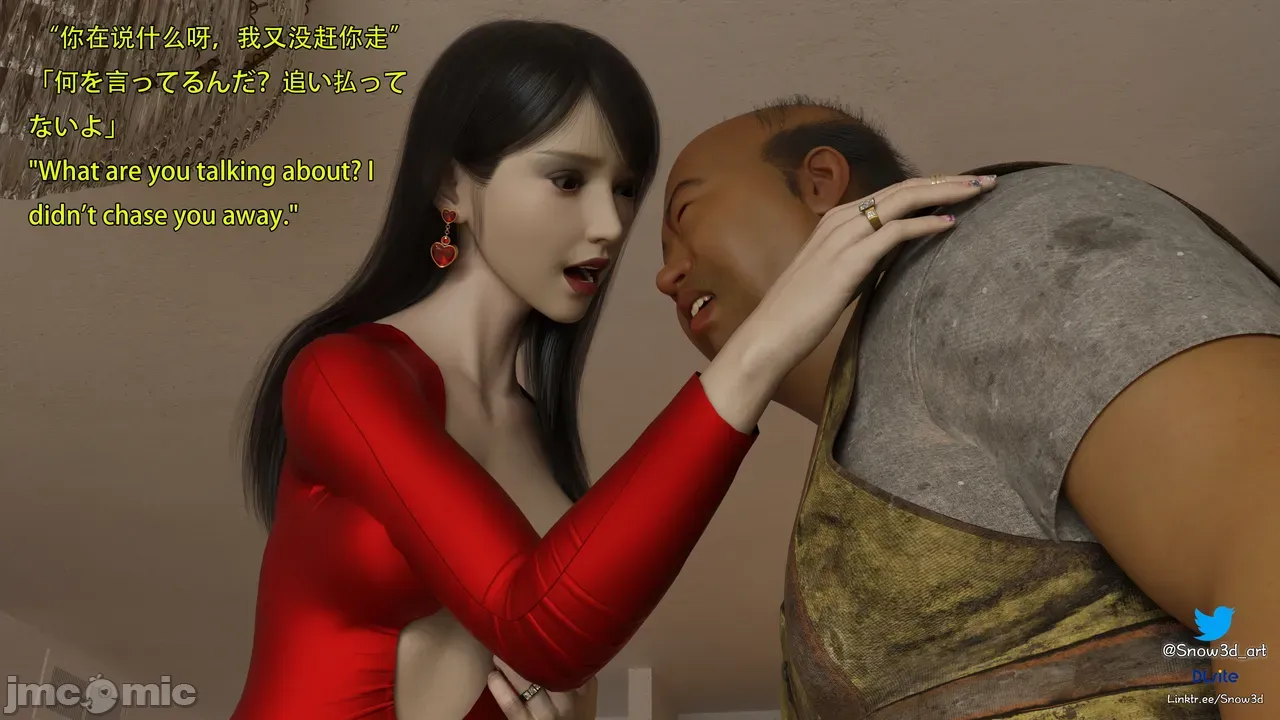 “你在说什么呀，我又没赶你走”
「何を言ってるんだ？追い払って
ないよ」
"What are you talking about? I
didn’t chase you away."
@Snow3d_art
DLsite
Linktr.ee/Snow3d
jmcomic